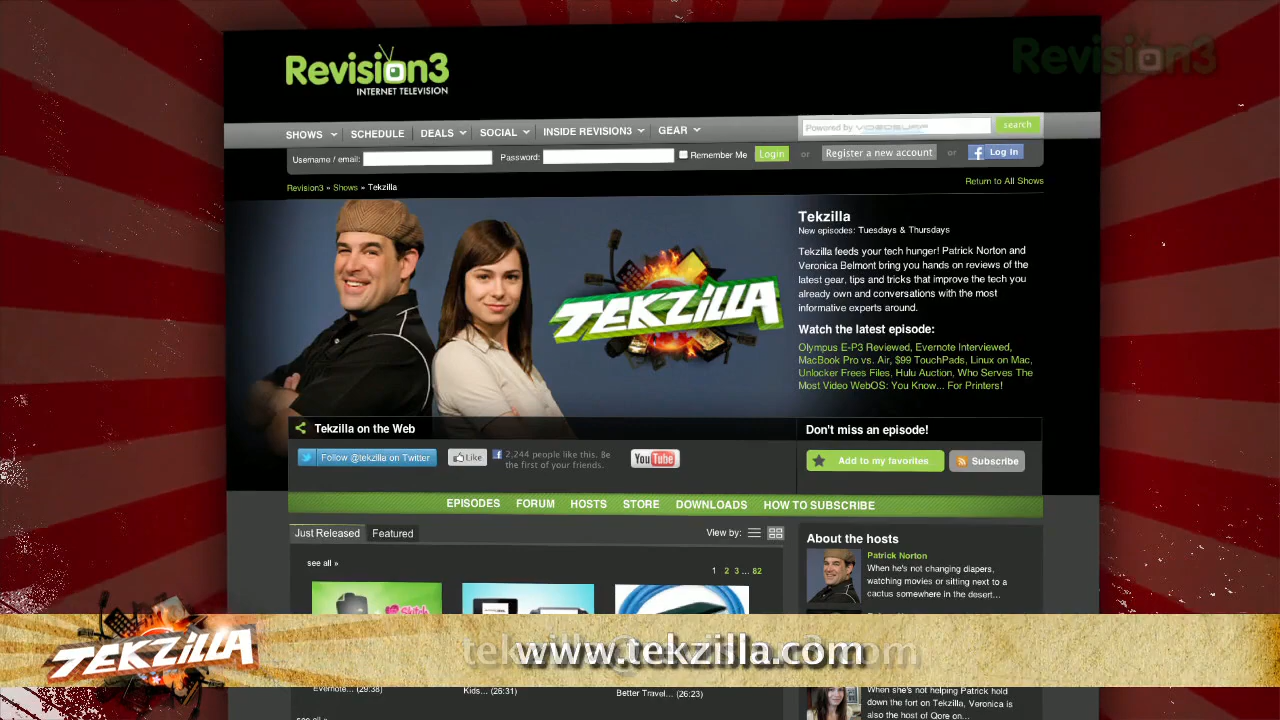 Revision3
INTERNET TELEVISION
Revision3
SHOWS
SCHEDULE
DEALS
SOCIAL
INSIDE REVISION3
GEAR
Powered by VIDEOSURF
search
Username / email:
Password:
Remember Me
Login
or
Register a new account
or
f Log In
Revision3 » Shows » Tekzilla
Return to All Shows
TEKZILLA
Tekzilla
New episodes: Tuesdays & Thursdays
Tekzilla feeds your tech hunger! Patrick Norton and
Veronica Belmont bring you hands on reviews of the
latest gear, tips and tricks that improve the tech you
already own and conversations with the most
informative experts around.
Watch the latest episode:
Olympus E-P3 Reviewed, Evernote Interviewed,
MacBook Pro vs. Air, $99 TouchPads, Linux on Mac,
Unlocker Frees Files, Hulu Auction, Who Serves The
Most Video WebOS: You Know... For Printers!
Tekzilla on the Web
Don't miss an episode!
Follow @tekzilla on Twitter
Like
2,244 people like this. Be
the first of your friends.
YouTube
Add to my favorites
Subscribe
EPISODES
FORUM
HOSTS
STORE
DOWNLOADS
HOW TO SUBSCRIBE
Just Released
Featured
View by:
see all »
1 2 3 ... 82
About the hosts
Patrick Norton
When he's not changing diapers,
watching movies or sitting next to a
cactus somewhere in the desert...
Skitch
TEKZILLA
www.tekzilla.com
Evernote... (29:38)
Kids... (26:31)
Better Travel... (26:23)
When she's not helping Patrick hold
down the fort on Tekzilla, Veronica is
also the host of Qore on...
see all »